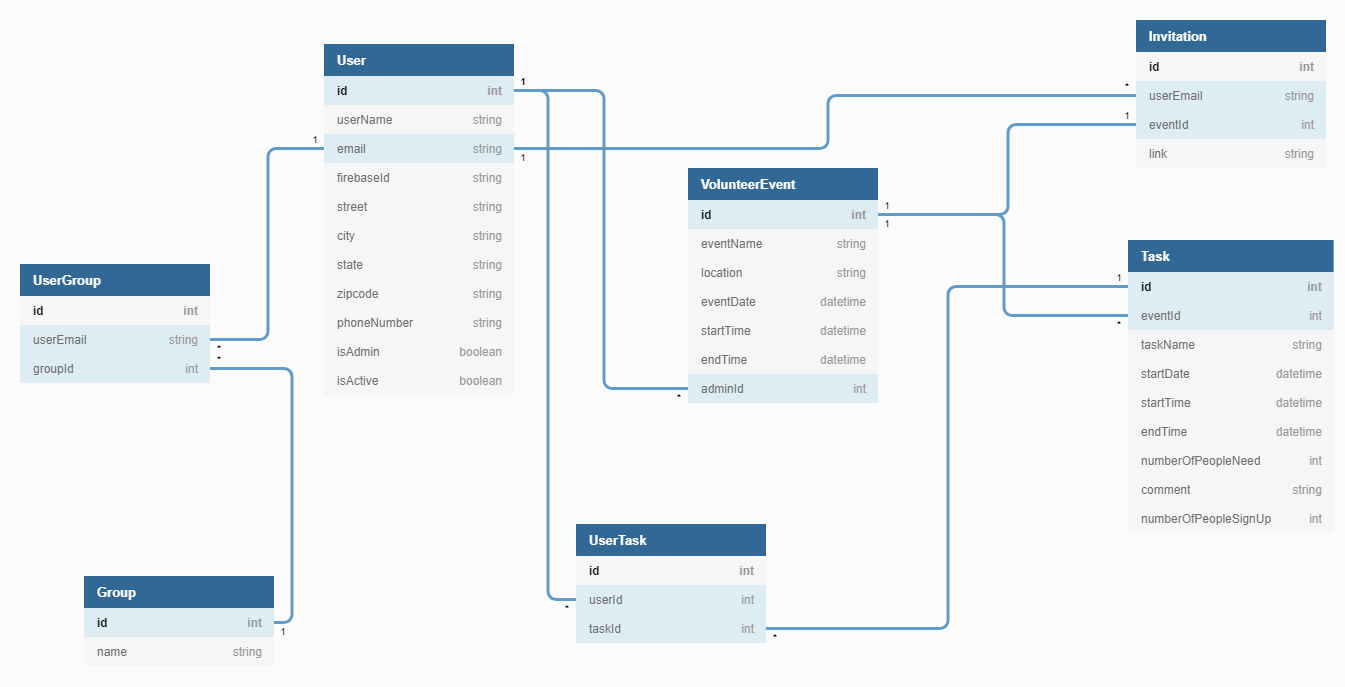 User
id int
userName string
email string
firebaseId string
street string
city string
state string
zipcode string
phoneNumber string
isAdmin boolean
isActive boolean
1
1
1
UserGroup
id int
userEmail string
groupId int
*
*
Group
id int
name string
1
VolunteerEvent
id int
eventName string
location string
eventDate datetime
startTime datetime
endTime datetime
adminId int
1
1
*
UserTask
id int
userId int
taskId int
*
*
Invitation
id int
userEmail string
eventId int
link string
*
1
Task
id int
eventId int
taskName string
startDate datetime
startTime datetime
endTime datetime
numberOfPeopleNeed int
comment string
numberOfPeopleSignUp int
1
*